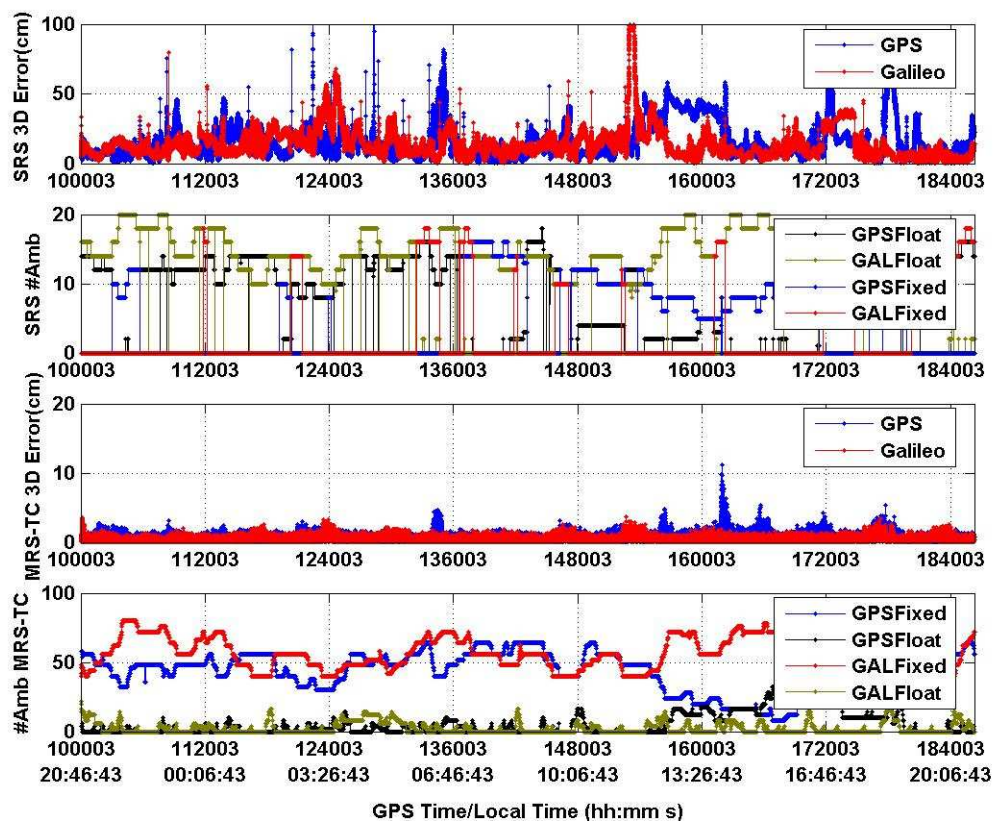 SRS 3D Error(cm)
100
50
0
GPS
Galileo
100003 112003 124003 136003 148003 160003 172003 184003
SRS #Amb
20
10
0
GPSFloat
GALFloat
GPSFixed
GALFixed
100003 112003 124003 136003 148003 160003 172003 184003
MRS-TC 3D Error(cm)
20
10
0
GPS
Galileo
100003 112003 124003 136003 148003 160003 172003 184003
#Amb MRS-TC
100
50
0
GPSFixed
GPSFloat
GALFixed
GALFloat
100003 112003 124003 136003 148003 160003 172003 184003
20:46:43 00:06:43 03:26:43 06:46:43 10:06:43 13:26:43 16:46:43 20:06:43
GPS Time/Local Time (hh:mm s)